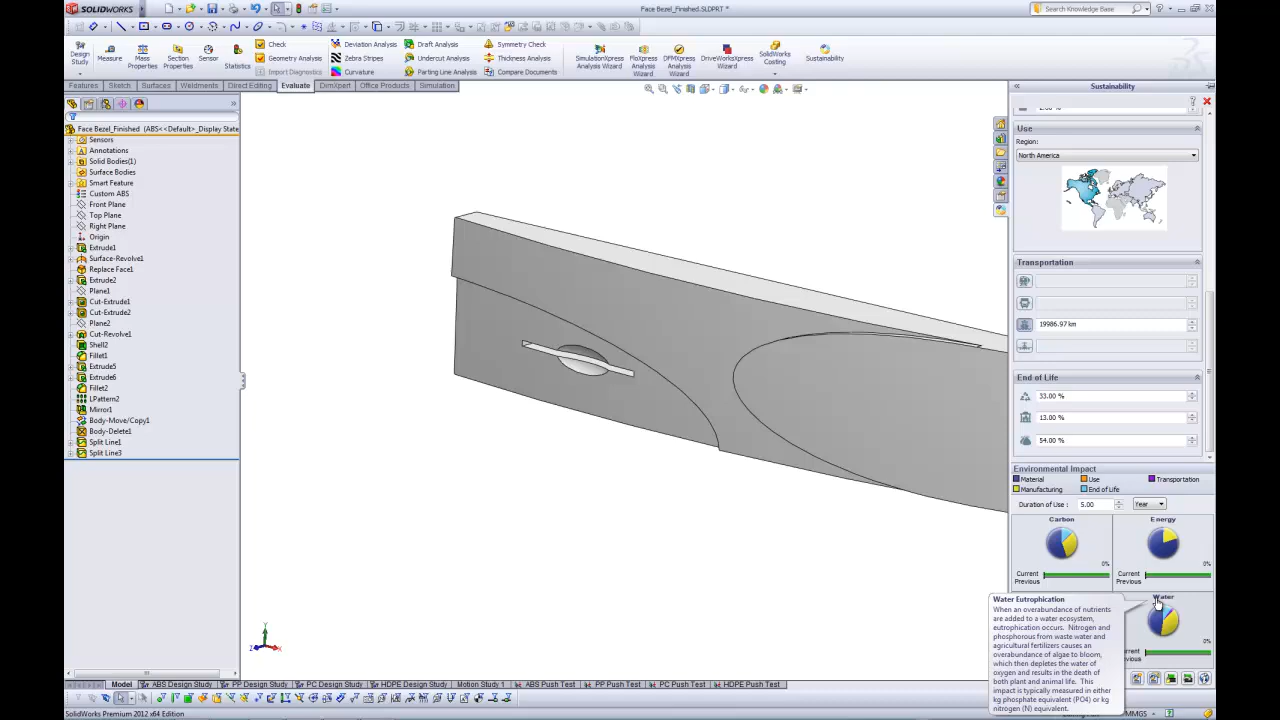 SOLIDWORKS
Face Bezel_Finished.SLDPRT *
Search Knowledge Base
Design Study
Measure
Mass Properties
Section Properties
Sensor
Statistics
Check
Geometry Analysis
Import Diagnostics
Deviation Analysis
Zebra Stripes
Curvature
Draft Analysis
Undercut Analysis
Parting Line Analysis
Symmetry Check
Thickness Analysis
Compare Documents
SimulationXpress Analysis Wizard
FloXpress Analysis Wizard
DFMXpress Analysis Wizard
DriveWorksXpress Wizard
SolidWorks Costing
Sustainability
Features
Sketch
Surfaces
Weldments
Direct Editing
Evaluate
DimXpert
Office Products
Simulation
Face Bezel_Finished (ABS<<Default>_Display State
Sensors
Annotations
Solid Bodies(1)
Surface Bodies
Smart Feature
Custom ABS
Front Plane
Top Plane
Right Plane
Origin
Extrude1
Surface-Revolve1
Replace Face1
Extrude2
Plane1
Cut-Extrude1
Cut-Extrude2
Plane2
Cut-Revolve1
Shell2
Fillet1
Extrude5
Extrude6
Fillet2
LPattern2
Mirror1
Body-Move/Copy1
Body-Delete1
Split Line1
Split Line3
Sustainability
Use
Region:
North America
Transportation
19986.97 km
End of Life
33.00 %
13.00 %
54.00 %
Environmental Impact
Material
Use
Transportation
Manufacturing
End of Life
Duration of Use : 5.00
Year
Carbon
Energy
0%
0%
Current
Previous
Current
Previous
Water
0%
Water Eutrophication
When an overabundance of nutrients
are added to a water ecosystem,
eutrophication occurs. Nitrogen and
phosphorous from waste water and
agricultural fertilizers causes an
overabundance of algae to bloom,
which then depletes the water of
oxygen and results in the death of
both plant and animal life. This
impact is typically measured in either
kg phosphate equivalent (PO4) or kg
nitrogen (N) equivalent.
Y
Z
X
Model
ABS Design Study
PP Design Study
PC Design Study
HDPE Design Study
Motion Study 1
ABS Push Test
PP Push Test
PC Push Test
HDPE Push Test
SolidWorks Premium 2012 x64 Edition
MMGS